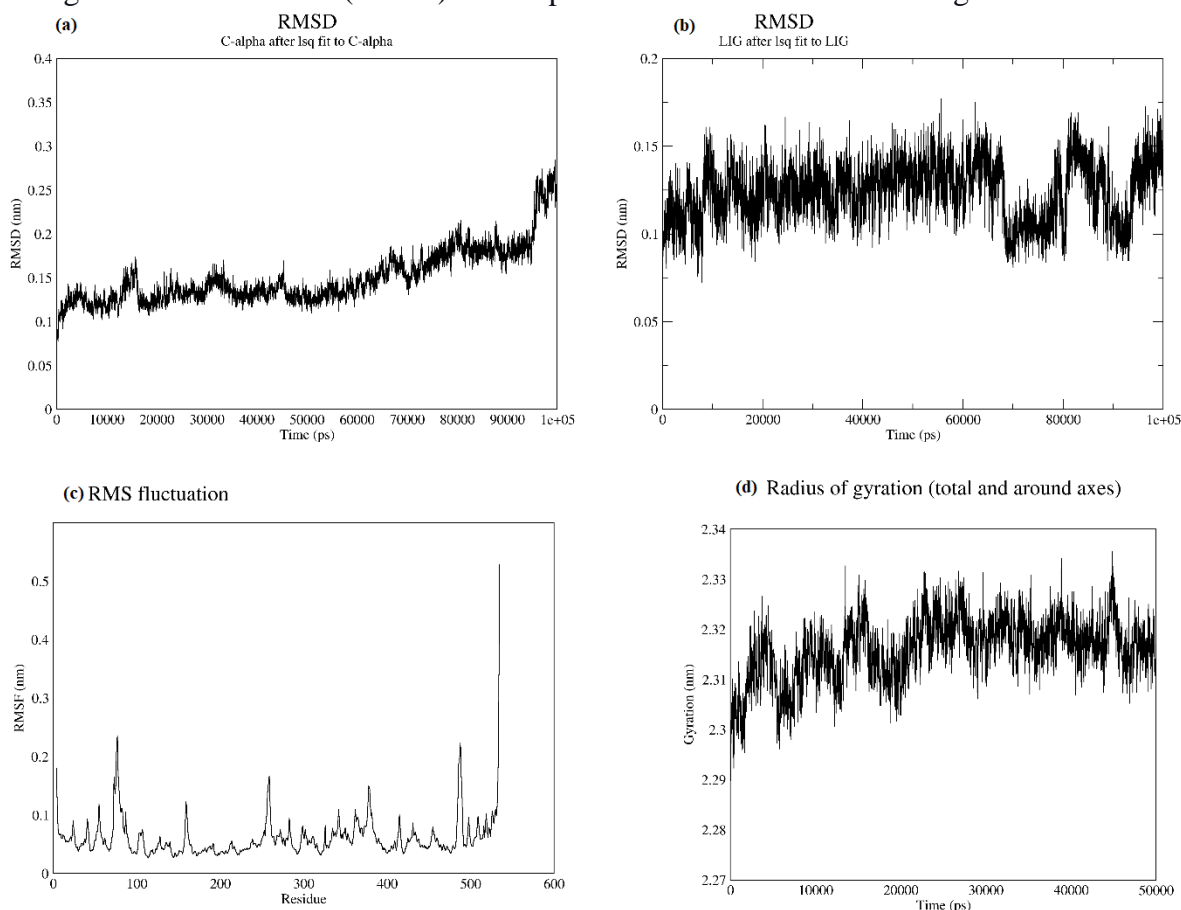 (a)
RMSD
C-alpha after lsq fit to C-alpha
0.4
0.35
0.3
0.25
0.2
0.15
0.1
0.05
0
RMSD (nm)
0 10000 20000 30000 40000 50000 60000 70000 80000 90000 1e+05
Time (ps)
(b)
RMSD
LIG after lsq fit to LIG
0.2
0.15
0.1
0.05
0
RMSD (nm)
0 20000 40000 60000 80000 1e+05
Time (ps)
(c) RMS fluctuation
0.5
0.4
0.3
0.2
0.1
0
RMSF (nm)
0 100 200 300 400 500 600
Residue
(d) Radius of gyration (total and around axes)
2.34
2.33
2.32
2.31
2.3
2.29
2.28
2.27
Gyration (nm)
0 10000 20000 30000 40000 50000
Time (ps)